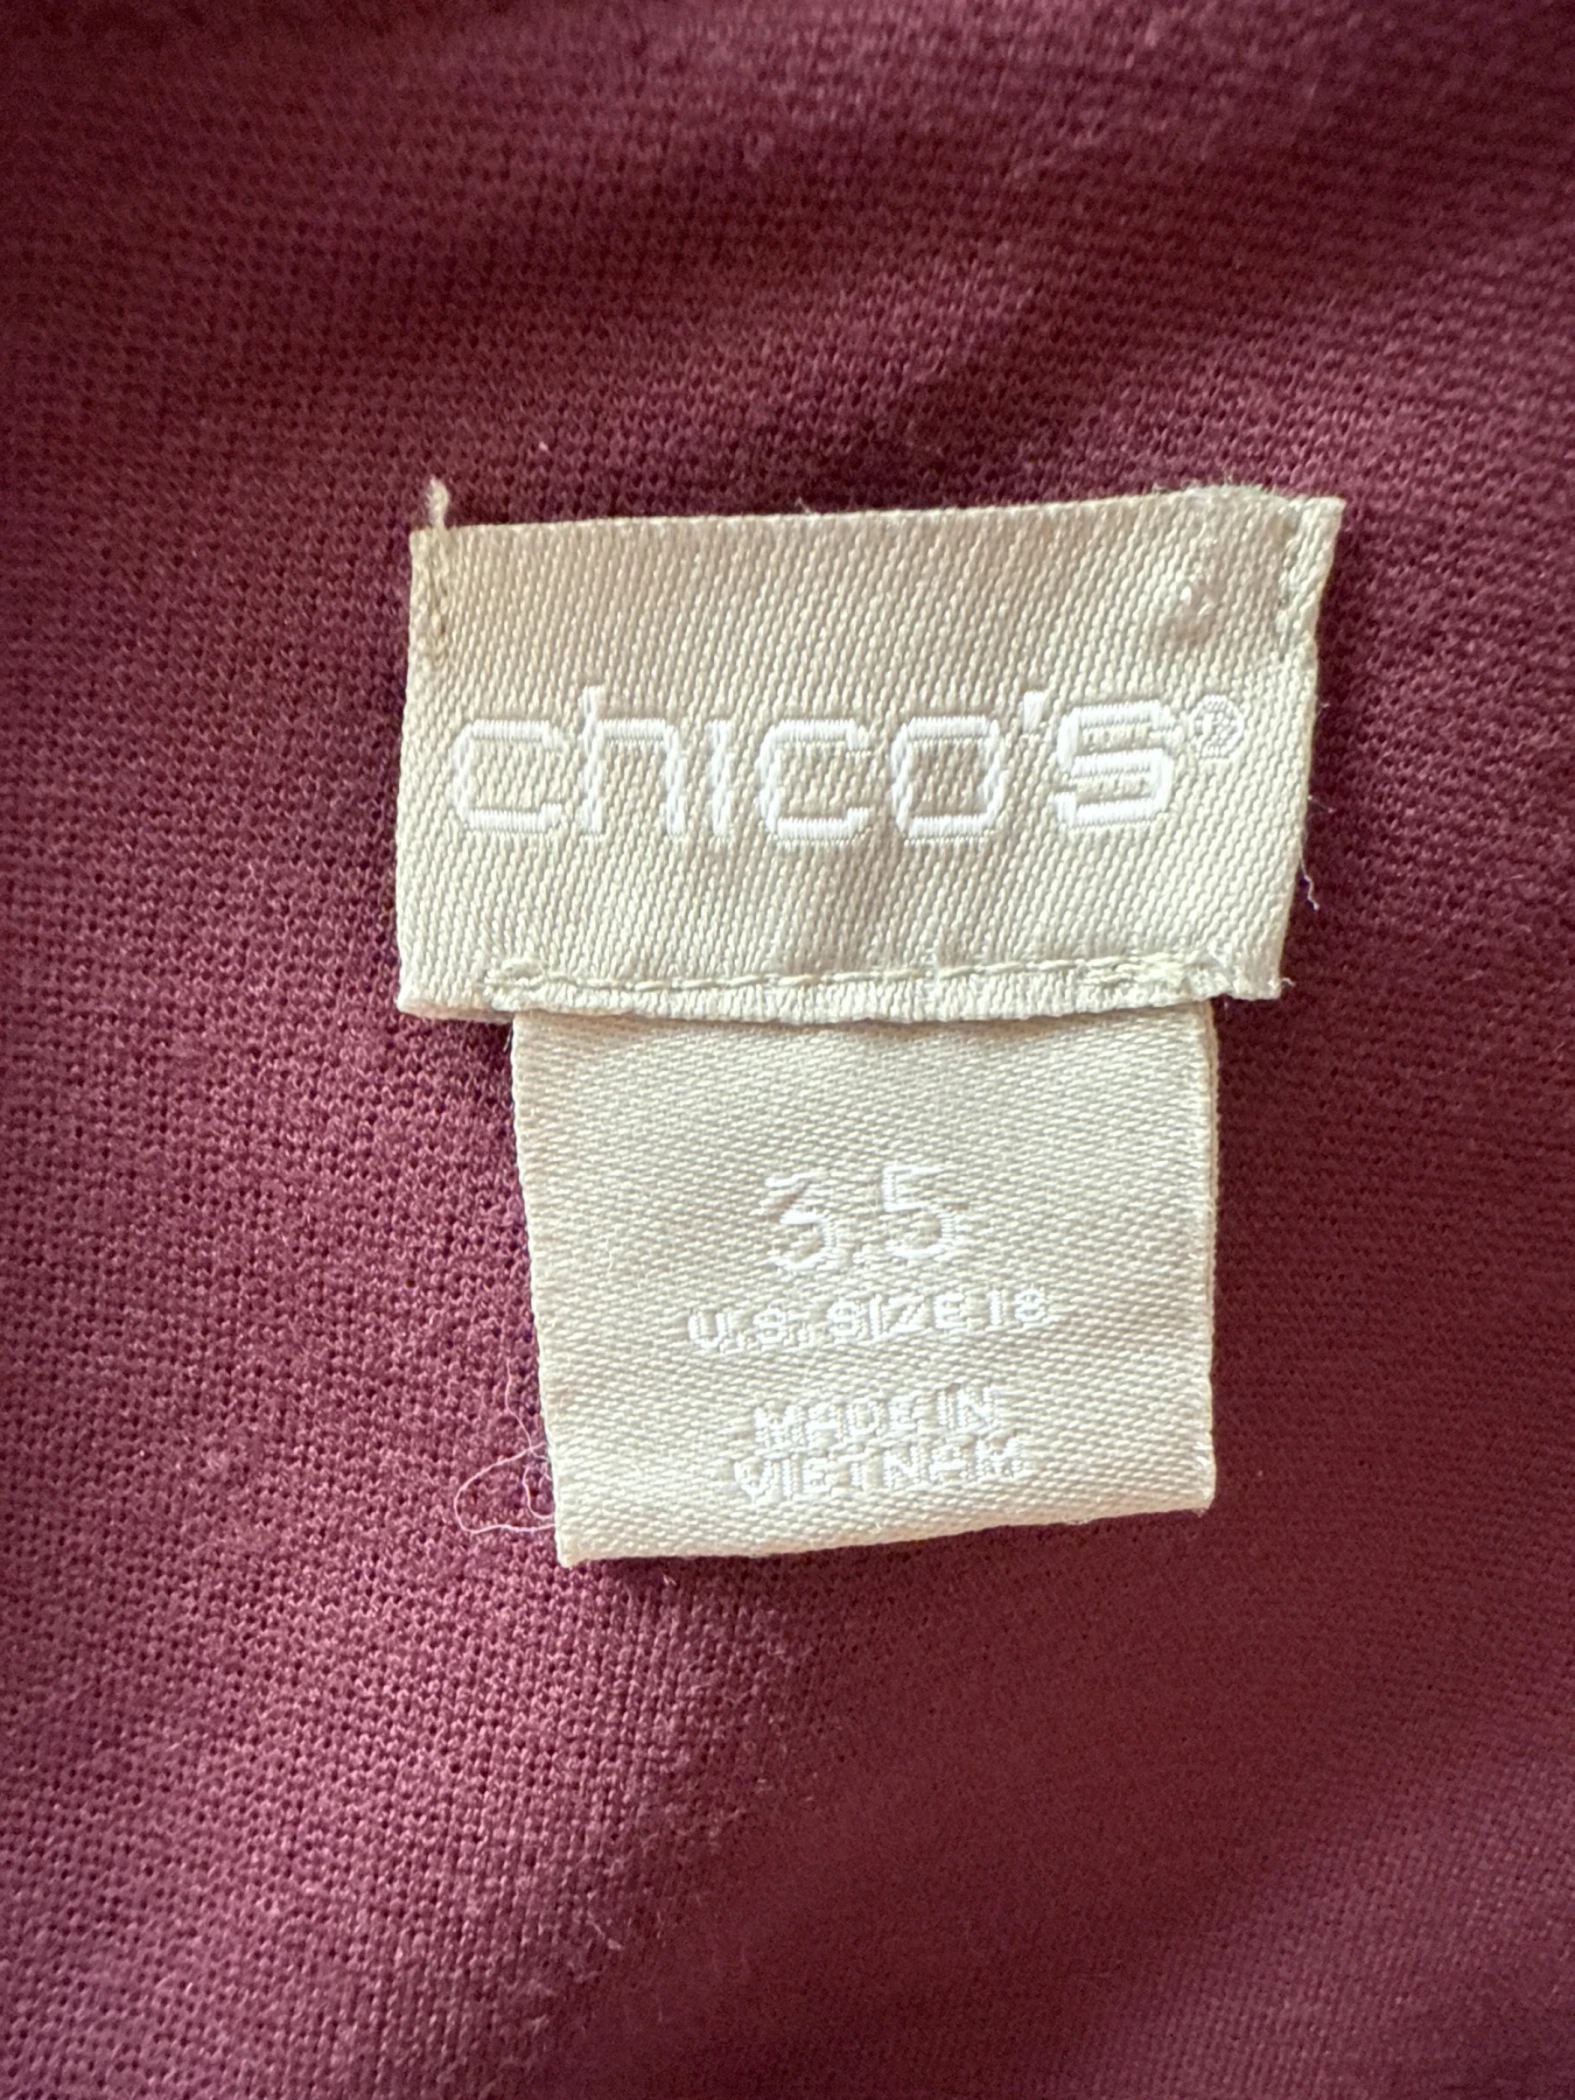 chico's®
3.5
U.S. SIZE 18
MADE IN
VIETNAM